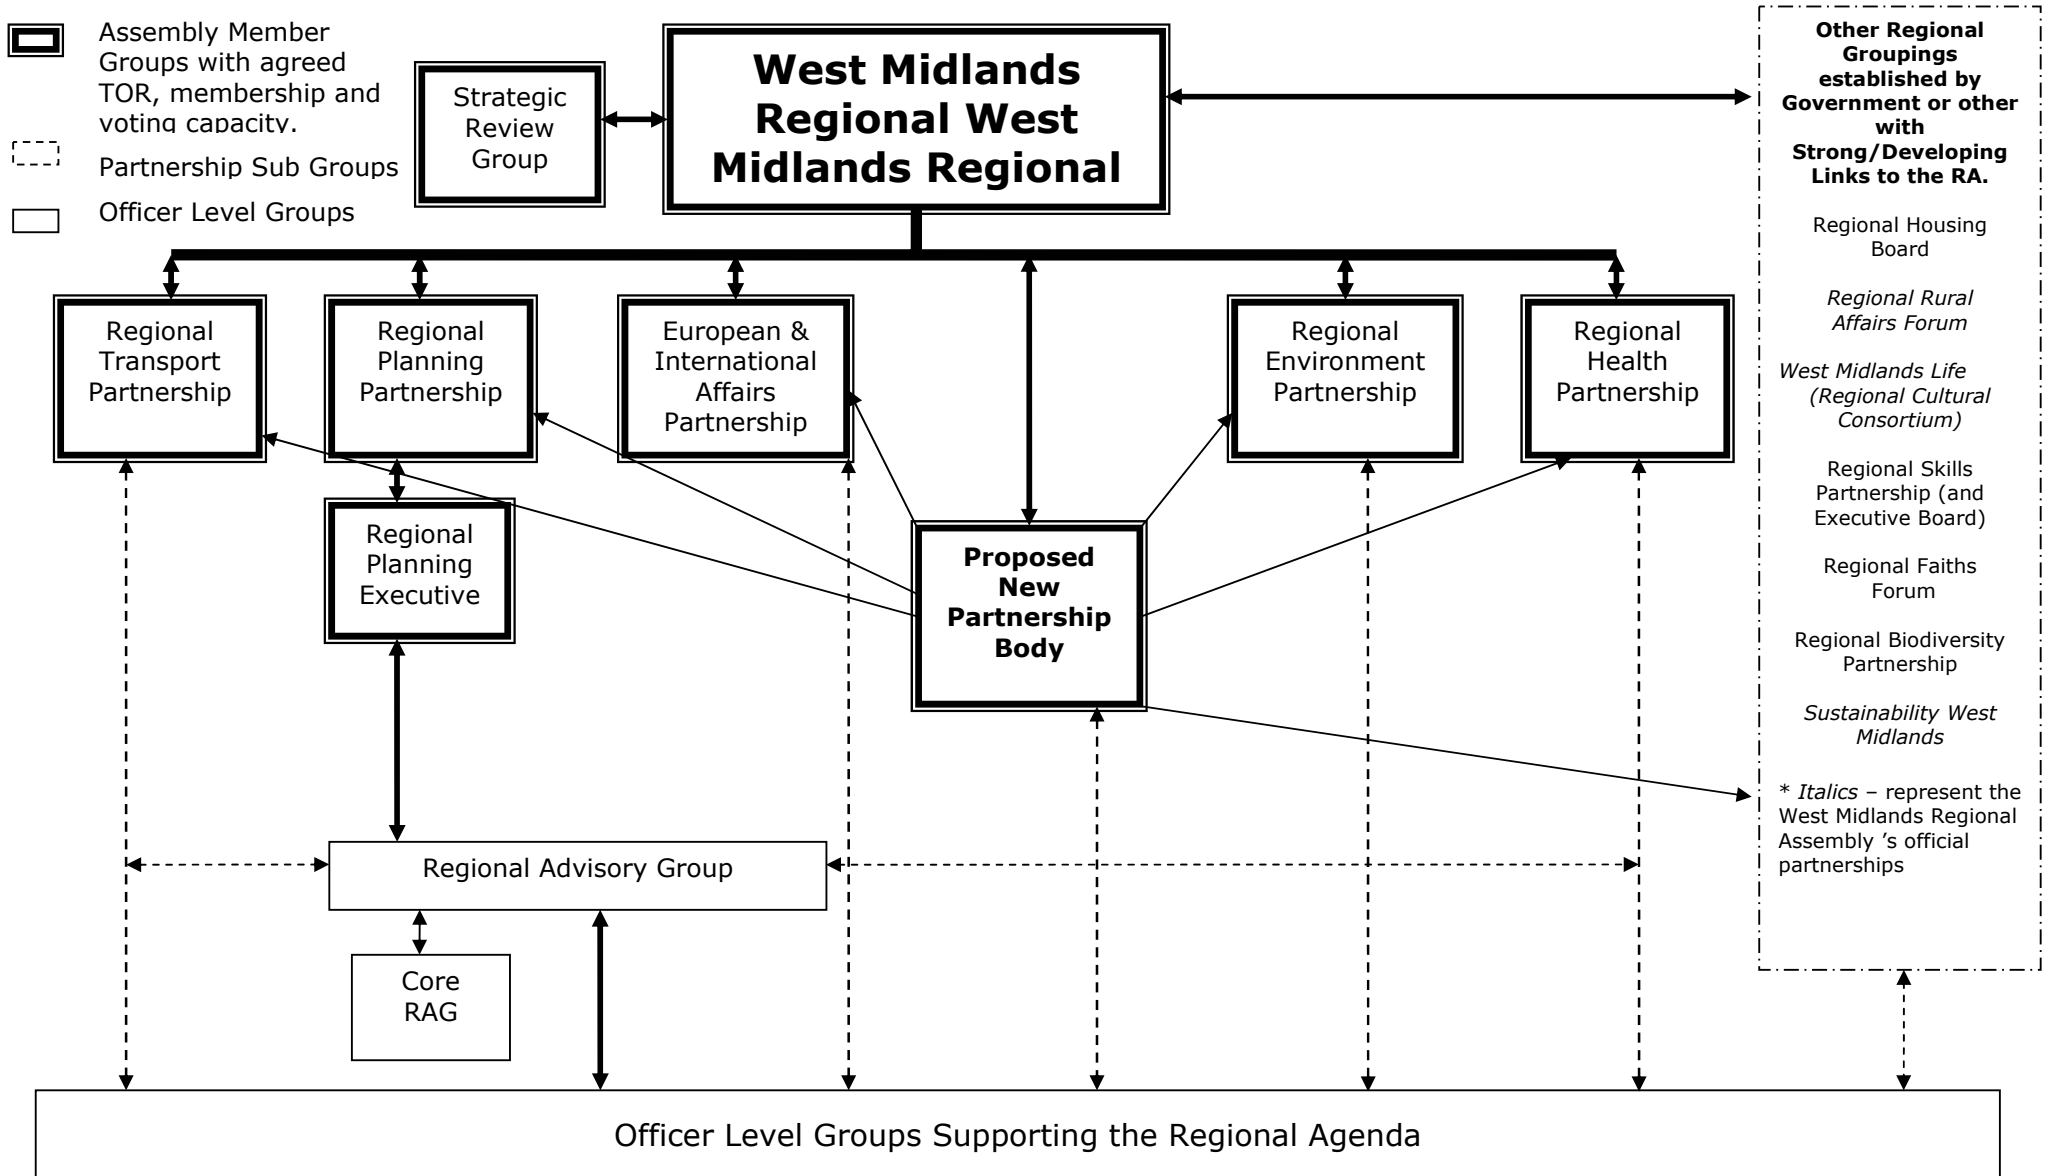 Assembly Member
Groups with agreed
TOR, membership and
voting capacity.
Partnership Sub Groups
Officer Level Groups
Strategic
Review
Group
West Midlands
Regional West
Midlands Regional
Regional
Transport
Partnership
Regional
Planning
Partnership
European &
International
Affairs
Partnership
Regional
Environment
Partnership
Regional
Health
Partnership
Regional
Planning
Executive
Proposed
New
Partnership
Body
Regional Advisory Group
Core
RAG
Officer Level Groups Supporting the Regional Agenda
Other Regional
Groupings
established by
Government or other
with
Strong/Developing
Links to the RA.
Regional Housing
Board
Regional Rural
Affairs Forum
West Midlands Life
(Regional Cultural
Consortium)
Regional Skills
Partnership (and
Executive Board)
Regional Faiths
Forum
Regional Biodiversity
Partnership
Sustainability West
Midlands
* Italics – represent the
West Midlands Regional
Assembly ’s official
partnerships